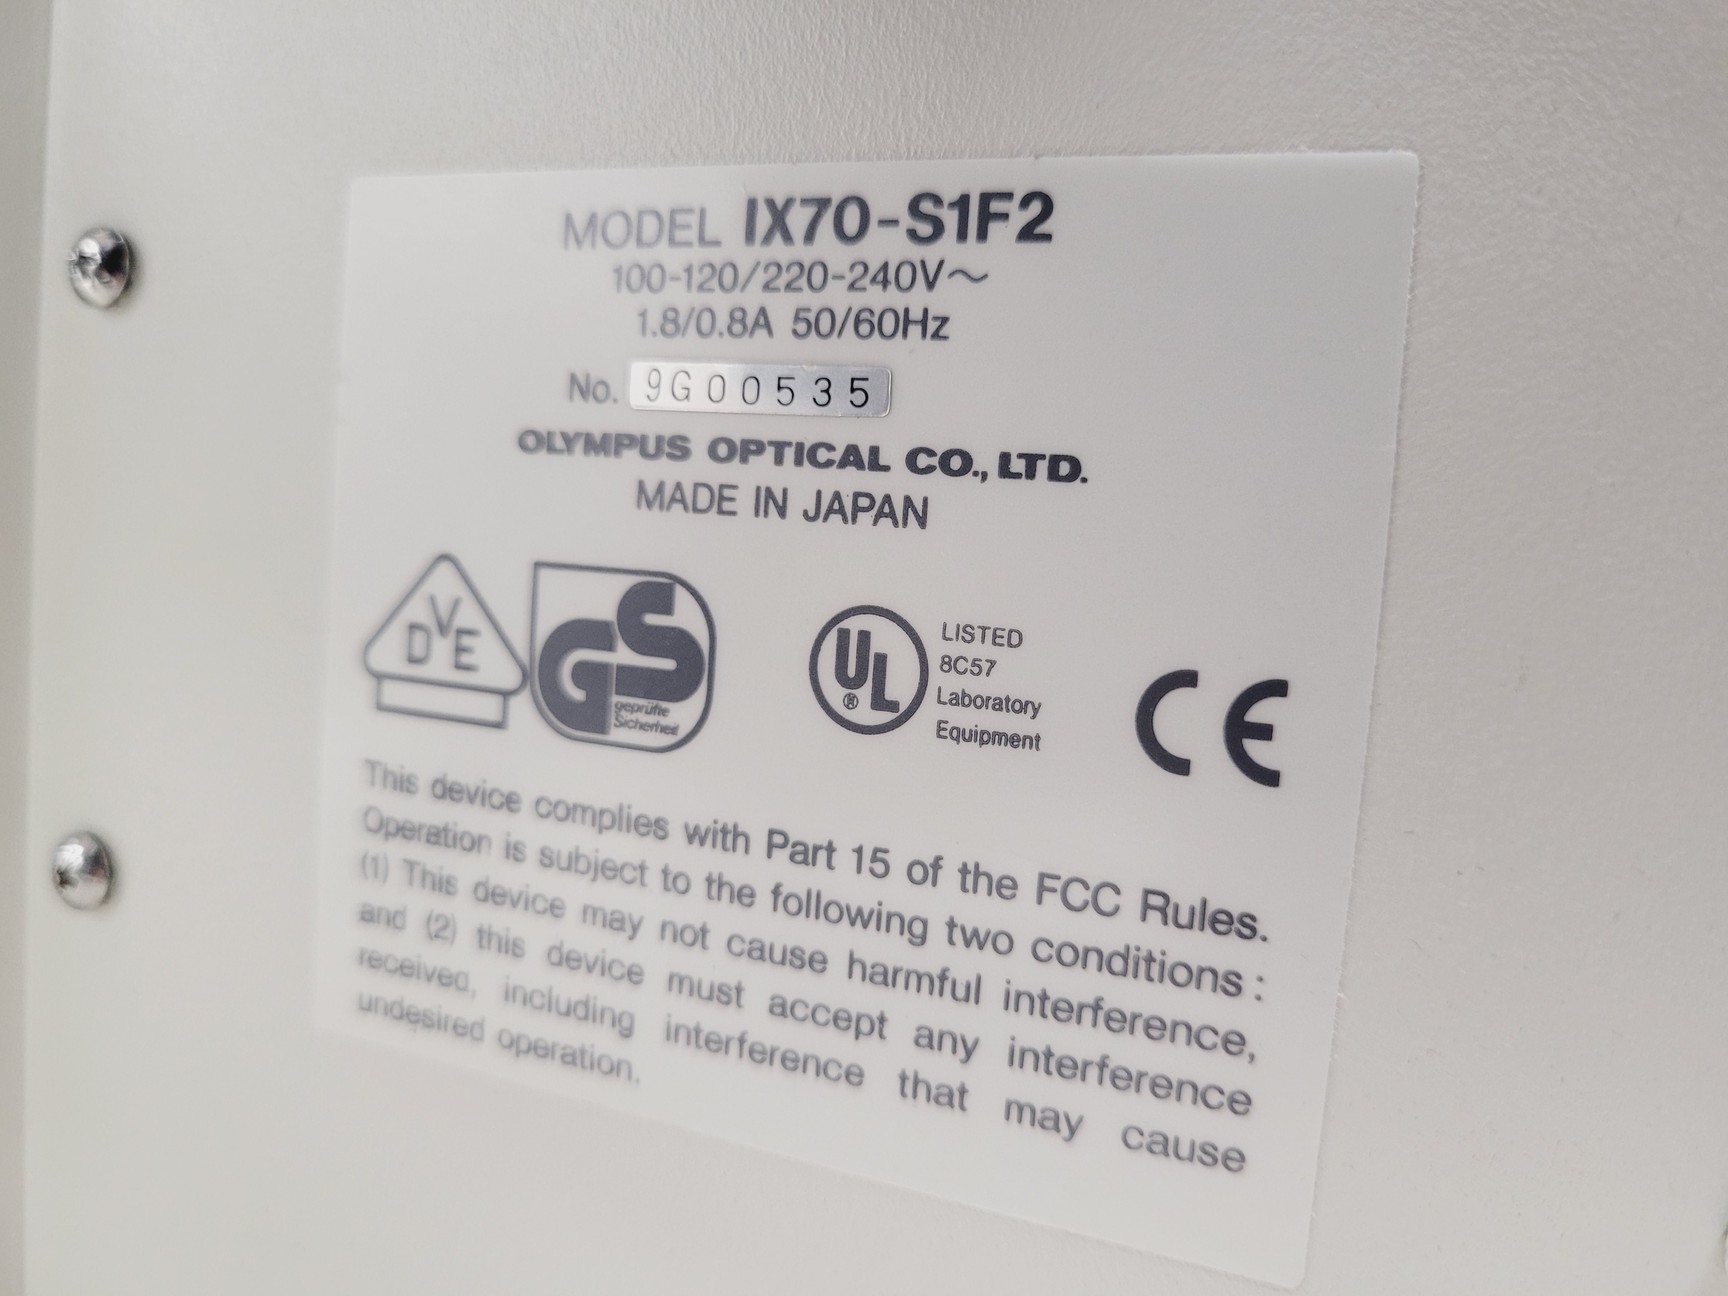 MODEL IX70-S1F2
100-120/220-240V~
1.8/0.8A 50/60Hz
No. 9G00535
OLYMPUS OPTICAL CO., LTD.
MADE IN JAPAN
DVE
GS
geprüfte
Sicherheit
UL
®
LISTED
8C57
Laboratory
Equipment
CE
This device complies with Part 15 of the FCC Rules.
Operation is subject to the following two conditions :
(1) This device may not cause harmful interference,
and (2) this device must accept any interference
received, including interference that may cause
undesired operation.